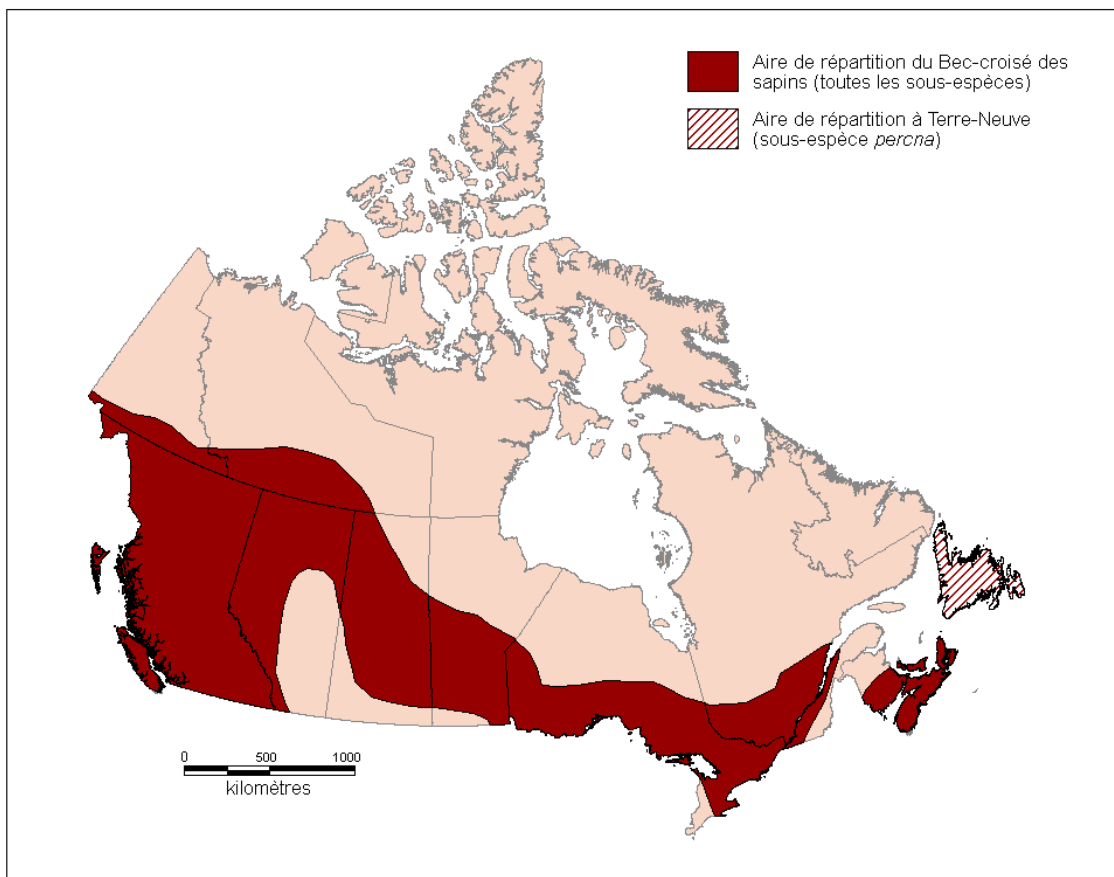 Aire de répartition du Bec-croisé des
sapins (toutes les sous-espèces)
Aire de répartition à Terre-Neuve
(sous-espèce percna)
0 500 1000
kilomètres